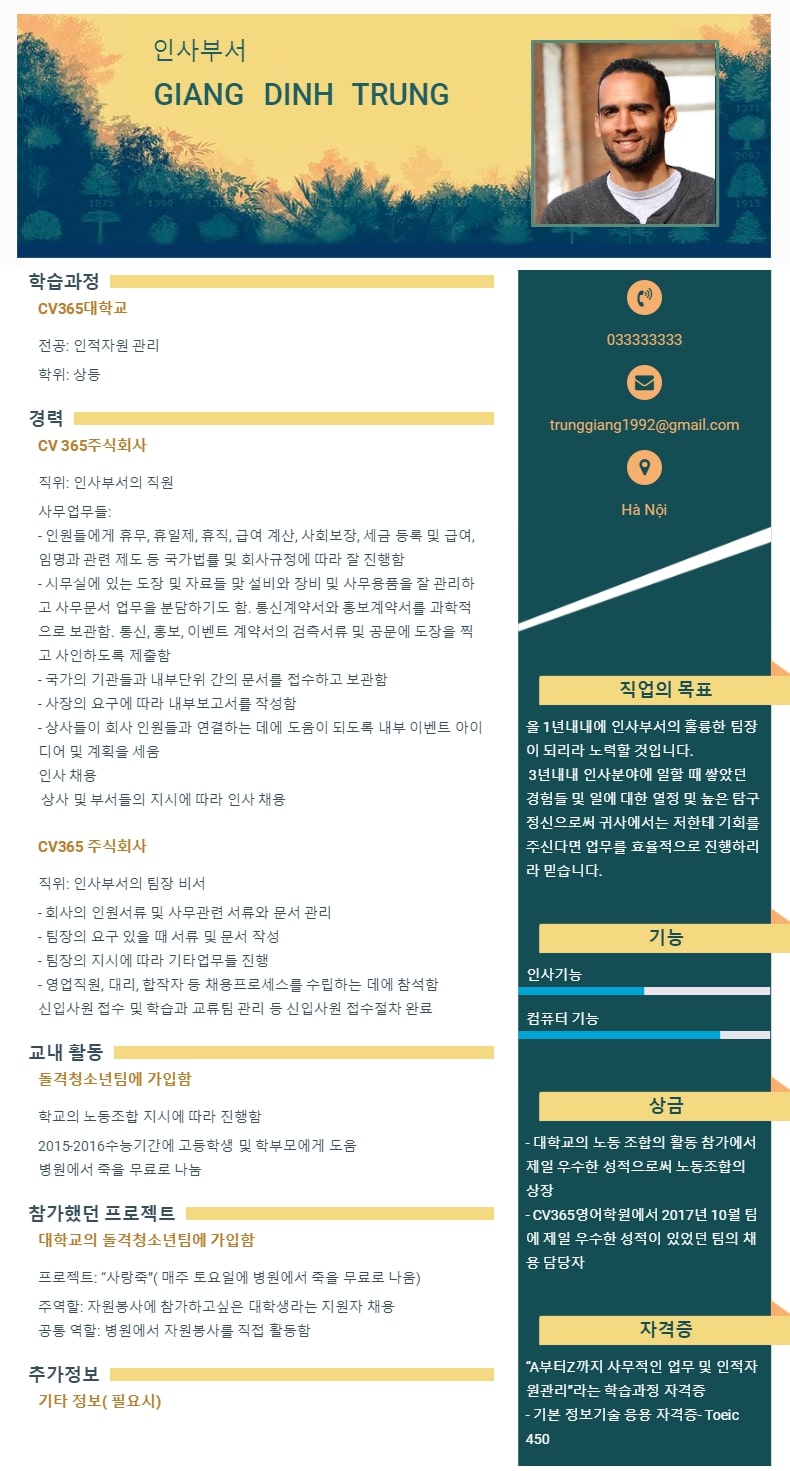 인사부서
GIANG DINH TRUNG
학습과정
CV365대학교
전공: 인적자원 관리
학위: 상등
경력
CV 365주식회사
직위: 인사부서의 직원
사무업무들:
- 인원들에게 휴무, 휴일제, 휴직, 급여 계산, 사회보장, 세금 등록 및 급여,
임명과 관련 제도 등 국가법률 및 회사규정에 따라 잘 진행함
- 시무실에 있는 도장 및 자료들 맟 설비와 장비 및 사무용품을 잘 관리하
고 사무문서 업무을 분담하기도 함. 통신계약서와 홍보계약서를 과학적
으로 보관함. 통신, 홍보, 이벤트 계약서의 검측서류 및 공문에 도장을 찍
고 사인하도록 제출함
- 국가의 기관들과 내부단위 간의 문서를 접수하고 보관함
- 사장의 요구에 따라 내부보고서를 작성함
- 상사들이 회사 인원들과 연결하는 데에 도움이 되도록 내부 이벤트 아이
디어 및 계획을 세움
인사 채용
상사 및 부서들의 지시에 따라 인사 채용
CV365 주식회사
직위: 인사부서의 팀장 비서
- 회사의 인원서류 및 사무관련 서류와 문서 관리
- 팀장의 요구 있을 때 서류 및 문서 작성
- 팀장의 지시에 따라 기타업무들 진행
- 영업직원, 대리, 합작자 등 채용프로세스를 수립하는 데에 참석함
신입사원 접수 및 학습과 교류팀 관리 등 신입사원 접수절차 완료
교내 활동
돌격청소년팀에 가입함
학교의 노동조합 지시에 따라 진행함
2015-2016수능기간에 고등학생 및 학부모에게 도움
병원에서 죽을 무료로 나눔
참가했던 프로젝트
대학교의 돌격청소년팀에 가입함
프로젝트: “사랑죽”( 매주 토요일에 병원에서 죽을 무료로 나움)
주역할: 자원봉사에 참가하고싶은 대학생라는 지원자 채용
공통 역할: 병원에서 자원봉사를 직접 활동함
추가정보
기타 정보( 필요시)
033333333
trunggiang1992@gmail.com
Hà Nội
직업의 목표
올 1년내내에 인사부서의 훌륭한 팀장
이 되리라 노력할 것입니다.
3년내내 인사분야에 일할 때 쌓았던
경험들 및 일에 대한 열정 및 높은 탐구
정신으로써 귀사에서는 저한테 기회를
주신다면 업무를 효율적으로 진행하리
라 믿습니다.
기능
인사기능
컴퓨터 기능
상금
- 대학교의 노동 조합의 활동 참가에서
제일 우수한 성적으로써 노동조합의
상장
- CV365영어학원에서 2017년 10월 팀
에 제일 우수한 성적이 있었던 팀의 채
용 담당자
자격증
“A부터Z까지 사무적인 업무 및 인적자
원관리”라는 학습과정 자격증
- 기본 정보기술 응용 자격증- Toeic
450